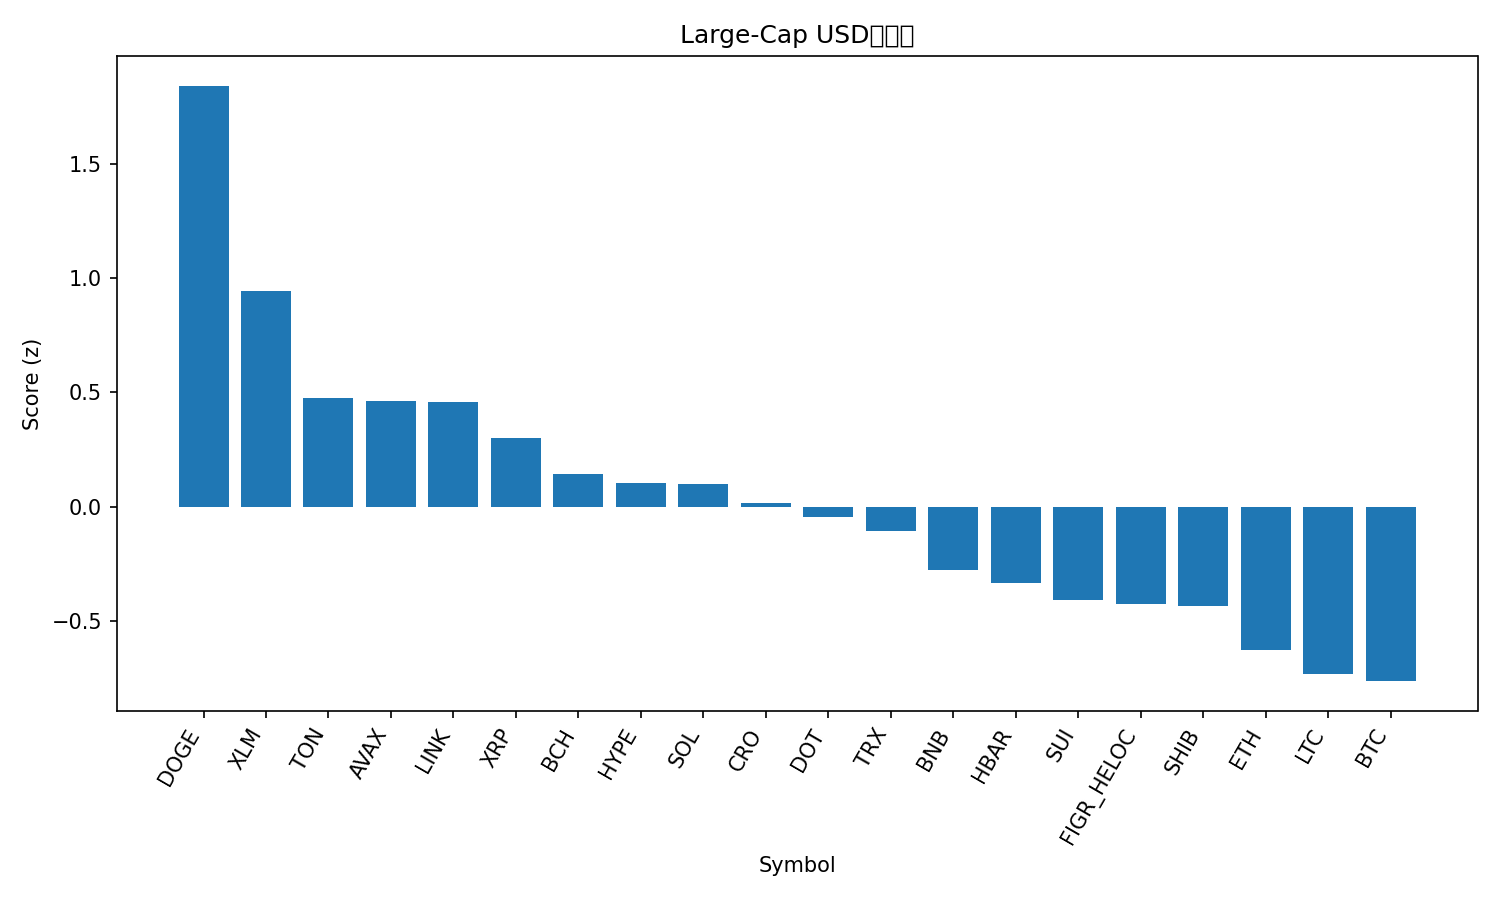 Large-Cap USD
Score (z)
1.5
1.0
0.5
0.0
−0.5
DOGE
XLM
TON
AVAX
LINK
XRP
BCH
HYPE
SOL
CRO
DOT
TRX
BNB
HBAR
SUI
FIGR_HELOC
SHIB
ETH
LTC
BTC
Symbol